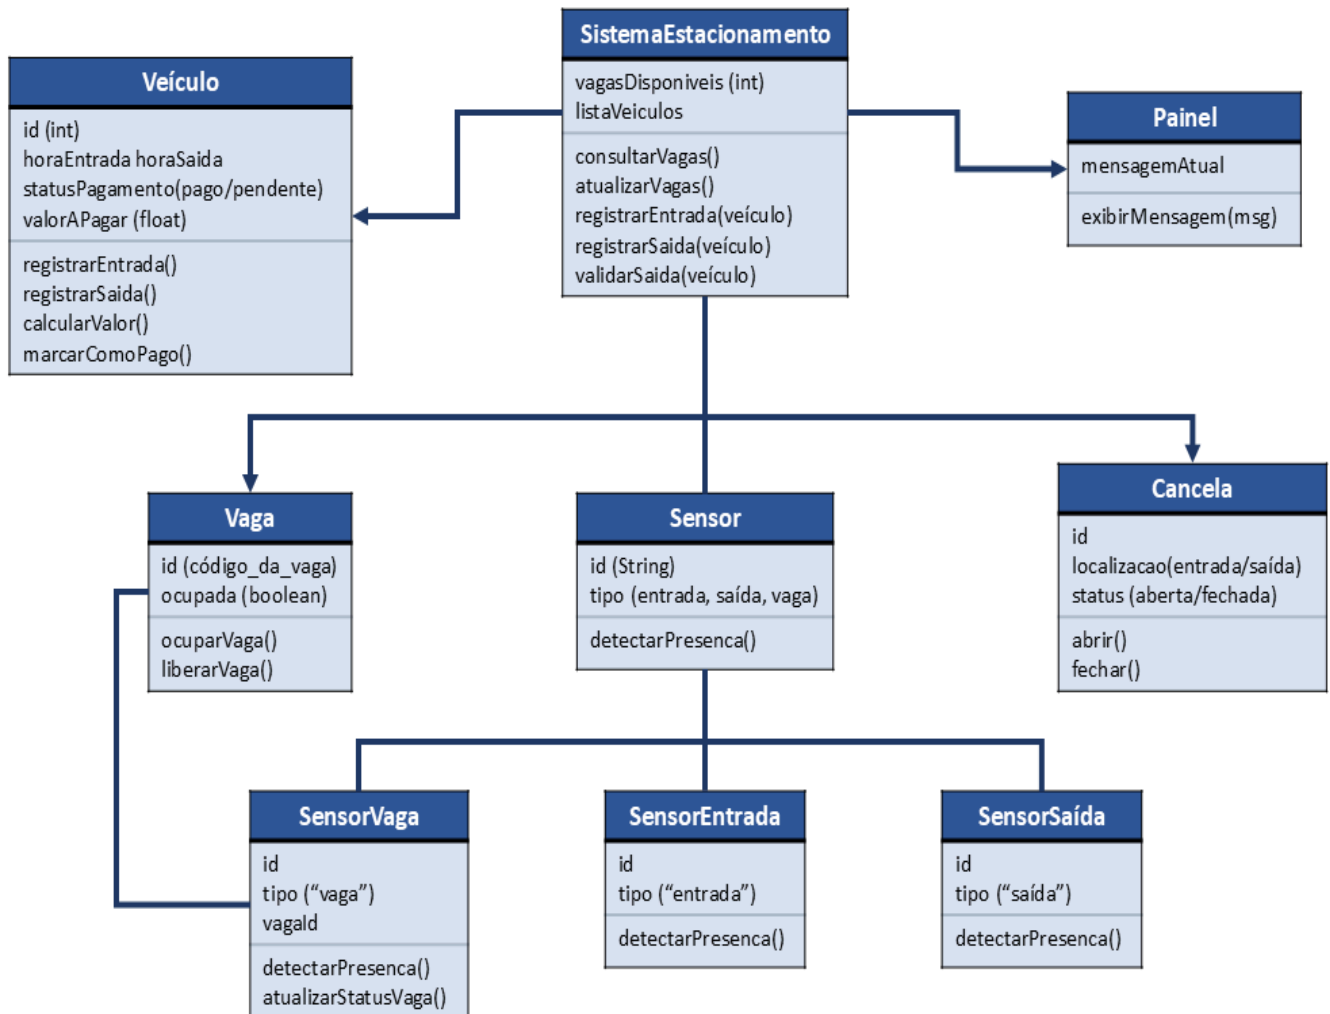 SistemaEstacionamento
vagasDisponiveis (int)
listaVeiculos
consultarVagas()
atualizarVagas()
registrarEntrada(veículo)
registrarSaida(veículo)
validarSaida(veículo)
Veículo
id (int)
horaEntrada horaSaida
statusPagamento(pago/pendente)
valorAPagar (float)
registrarEntrada()
registrarSaida()
calcularValor()
marcarComoPago()
Painel
mensagemAtual
exibirMensagem(msg)
Vaga
id (código_da_vaga)
ocupada (boolean)
ocuparVaga()
liberarVaga()
Sensor
id (String)
tipo (entrada, saída, vaga)
detectarPresenca()
Cancela
id
localizacao(entrada/saída)
status (aberta/fechada)
abrir()
fechar()
SensorVaga
id
tipo (“vaga”)
vagaId
detectarPresenca()
atualizarStatusVaga()
SensorEntrada
id
tipo (“entrada”)
detectarPresenca()
SensorSaída
id
tipo (“saída”)
detectarPresenca()